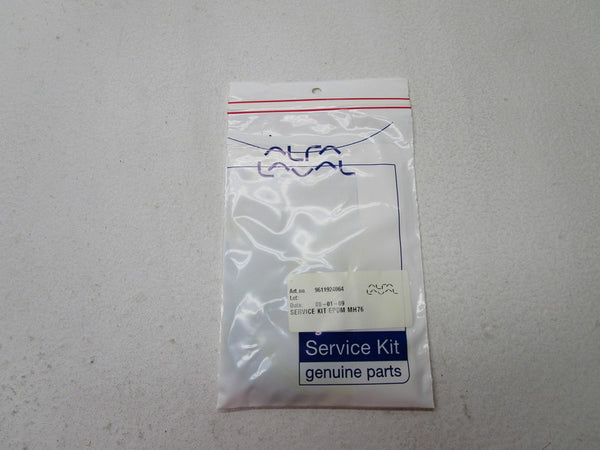 ALFA
LAVAL
Art.no. 9611924064
ALFA
LAVAL
Lot:
Date: 09-01-09
SERVICE KIT EPDM MH76
Service Kit
genuine parts